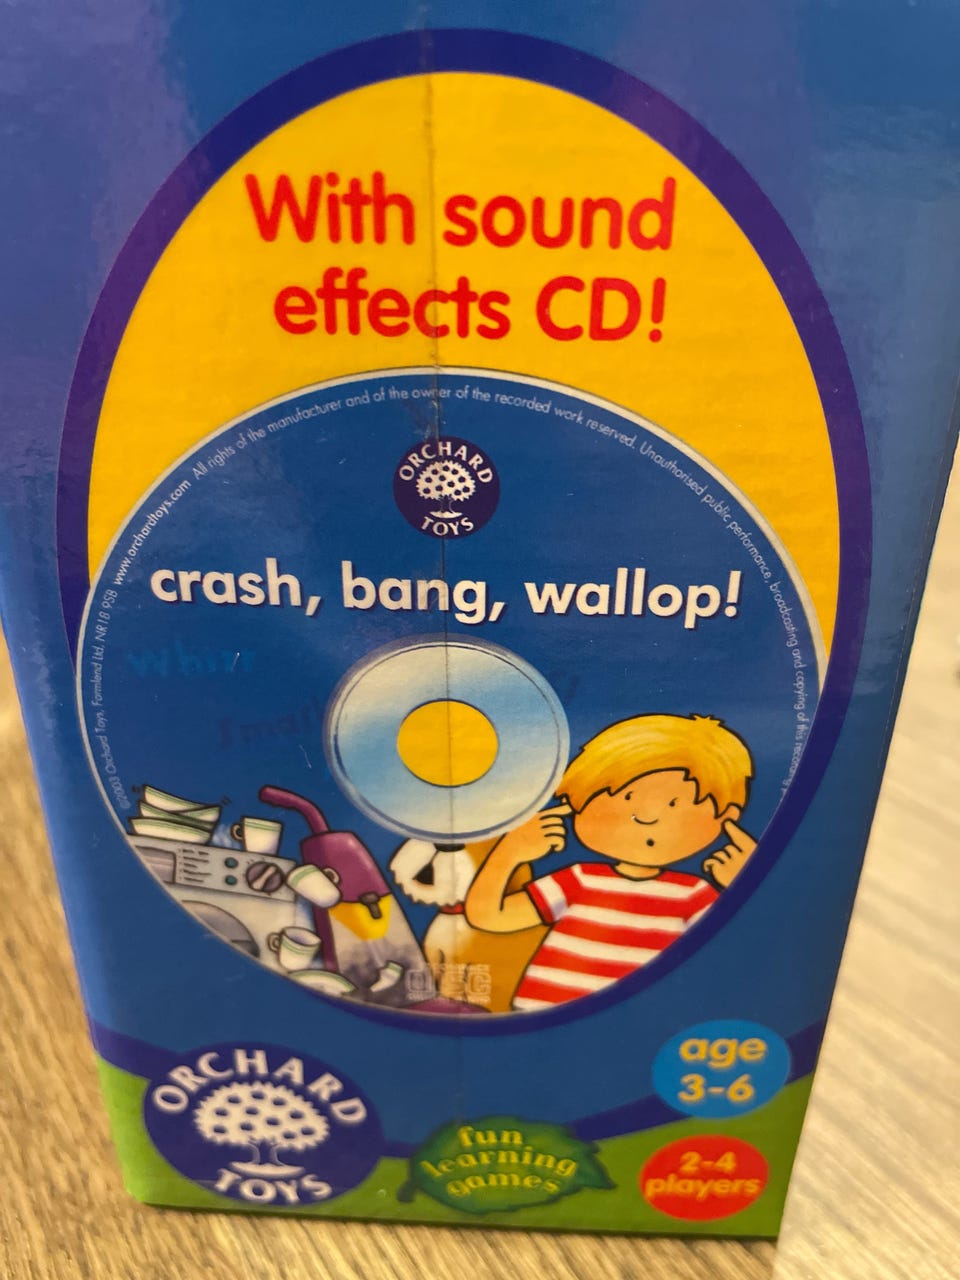 With sound
effects CD!
©2003 Orchard Toys, Farmlend Ltd, NR18 9SB www.orchardtoys.com All rights of the manufacturer and of the owner of the recorded work reserved. Unauthorised public performance, broadcasting and copying of this recording
ORCHARD
TOYS
crash, bang, wallop!
disc
ORCHARD
TOYS
fun
learning
games
age
3-6
2-4
players